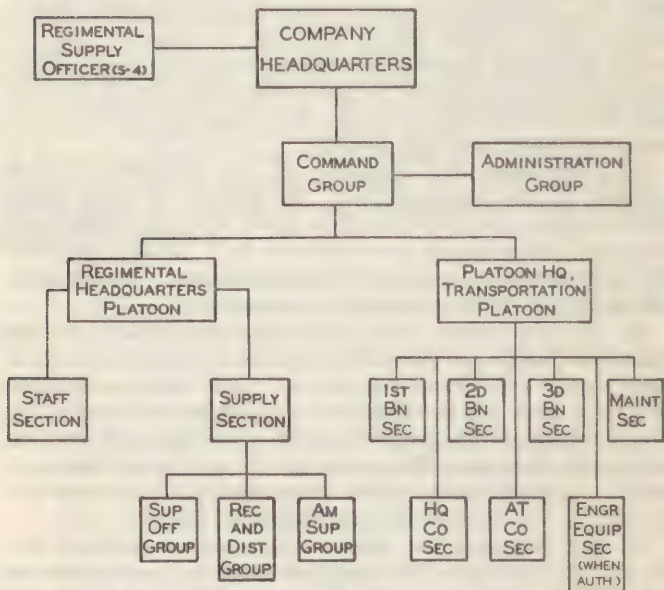 REGIMENTAL
SUPPLY
OFFICER(S-4)
COMPANY
HEADQUARTERS
COMMAND
GROUP
ADMINISTRATION
GROUP
REGIMENTAL
HEADQUARTERS
PLATOON
PLATOON HQ,
TRANSPORTATION
PLATOON
STAFF
SECTION
SUPPLY
SECTION
1ST
BN
SEC
2D
BN
SEC
3D
BN
SEC
MAINT
SEC
SUP
OFF
GROUP
REC
AND
DIST
GROUP
AM
SUP
GROUP
HQ
CO
SEC
AT
CO
SEC
ENGR
EQUIP
SEC
(WHEN
AUTH)